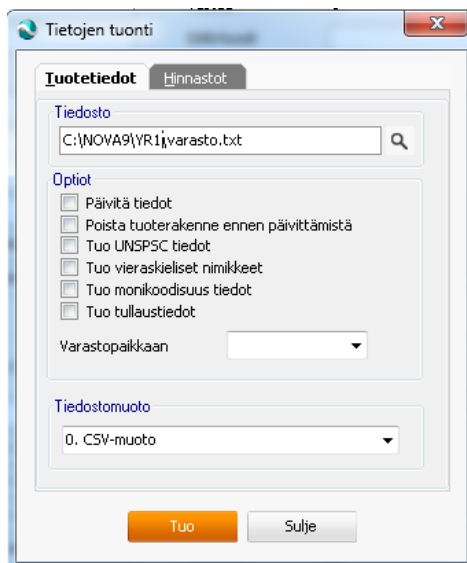 Tietojen tuonti
Tuotetiedot
Hinnastot
Tiedosto
C:\NOVA9\YR1\varasto.txt
Optiot
Päivitä tiedot
Poista tuoterakenne ennen päivittämistä
Tuo UNSPSC tiedot
Tuo vieraskieliset nimikkeet
Tuo monikoodisuus tiedot
Tuo tullaustiedot
Varastopaikkaan
Tiedostomuoto
0. CSV-muoto
Tuo
Sulje